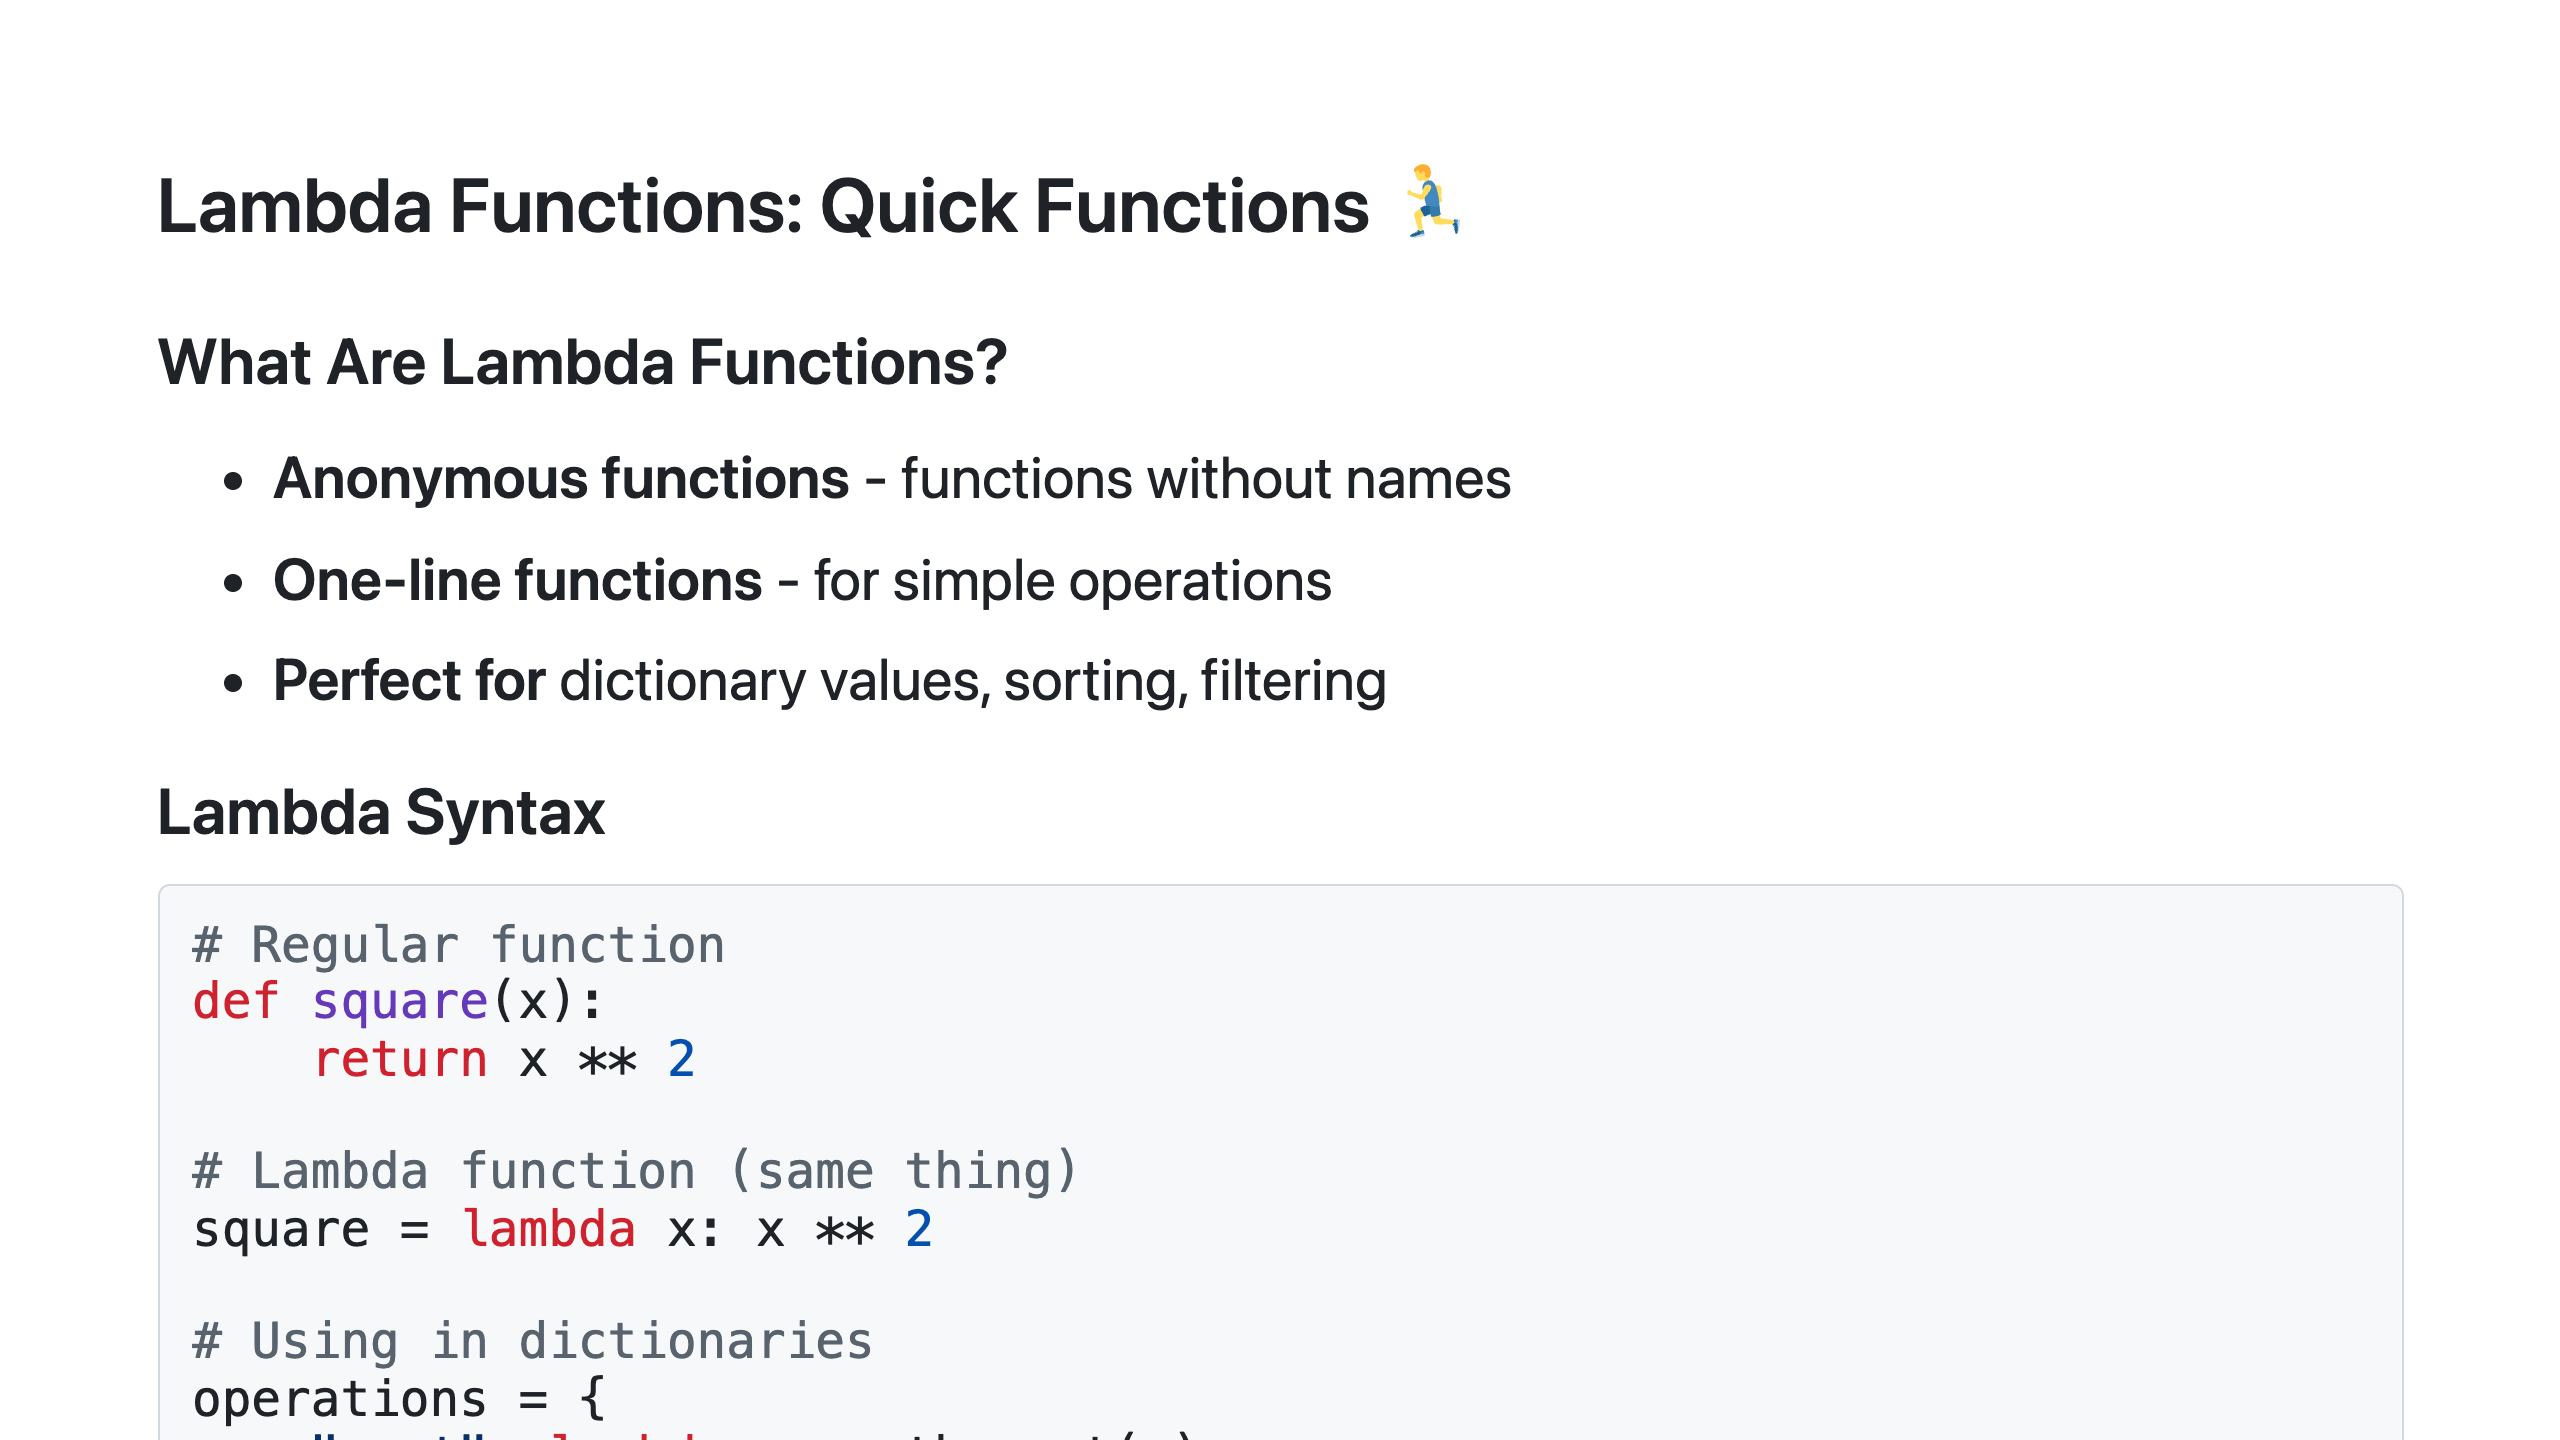 Lambda Functions: Quick Functions 🏃‍♂️
What Are Lambda Functions?
• Anonymous functions - functions without names
• One-line functions - for simple operations
• Perfect for dictionary values, sorting, filtering
Lambda Syntax
# Regular function
def square(x):
    return x ** 2
# Lambda function (same thing)
square = lambda x: x ** 2
# Using in dictionaries
operations = {